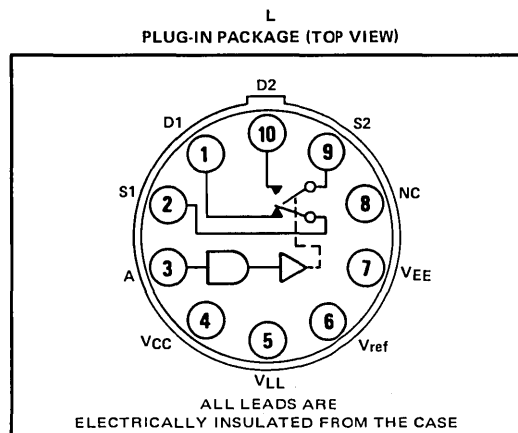 L
PLUG-IN PACKAGE (TOP VIEW)
D2
D1
S2
10
1
9
S1
2
8
NC
A
3
7
VEE
4
6
VCC
5
Vref
VLL
ALL LEADS ARE
ELECTRICALLY INSULATED FROM THE CASE